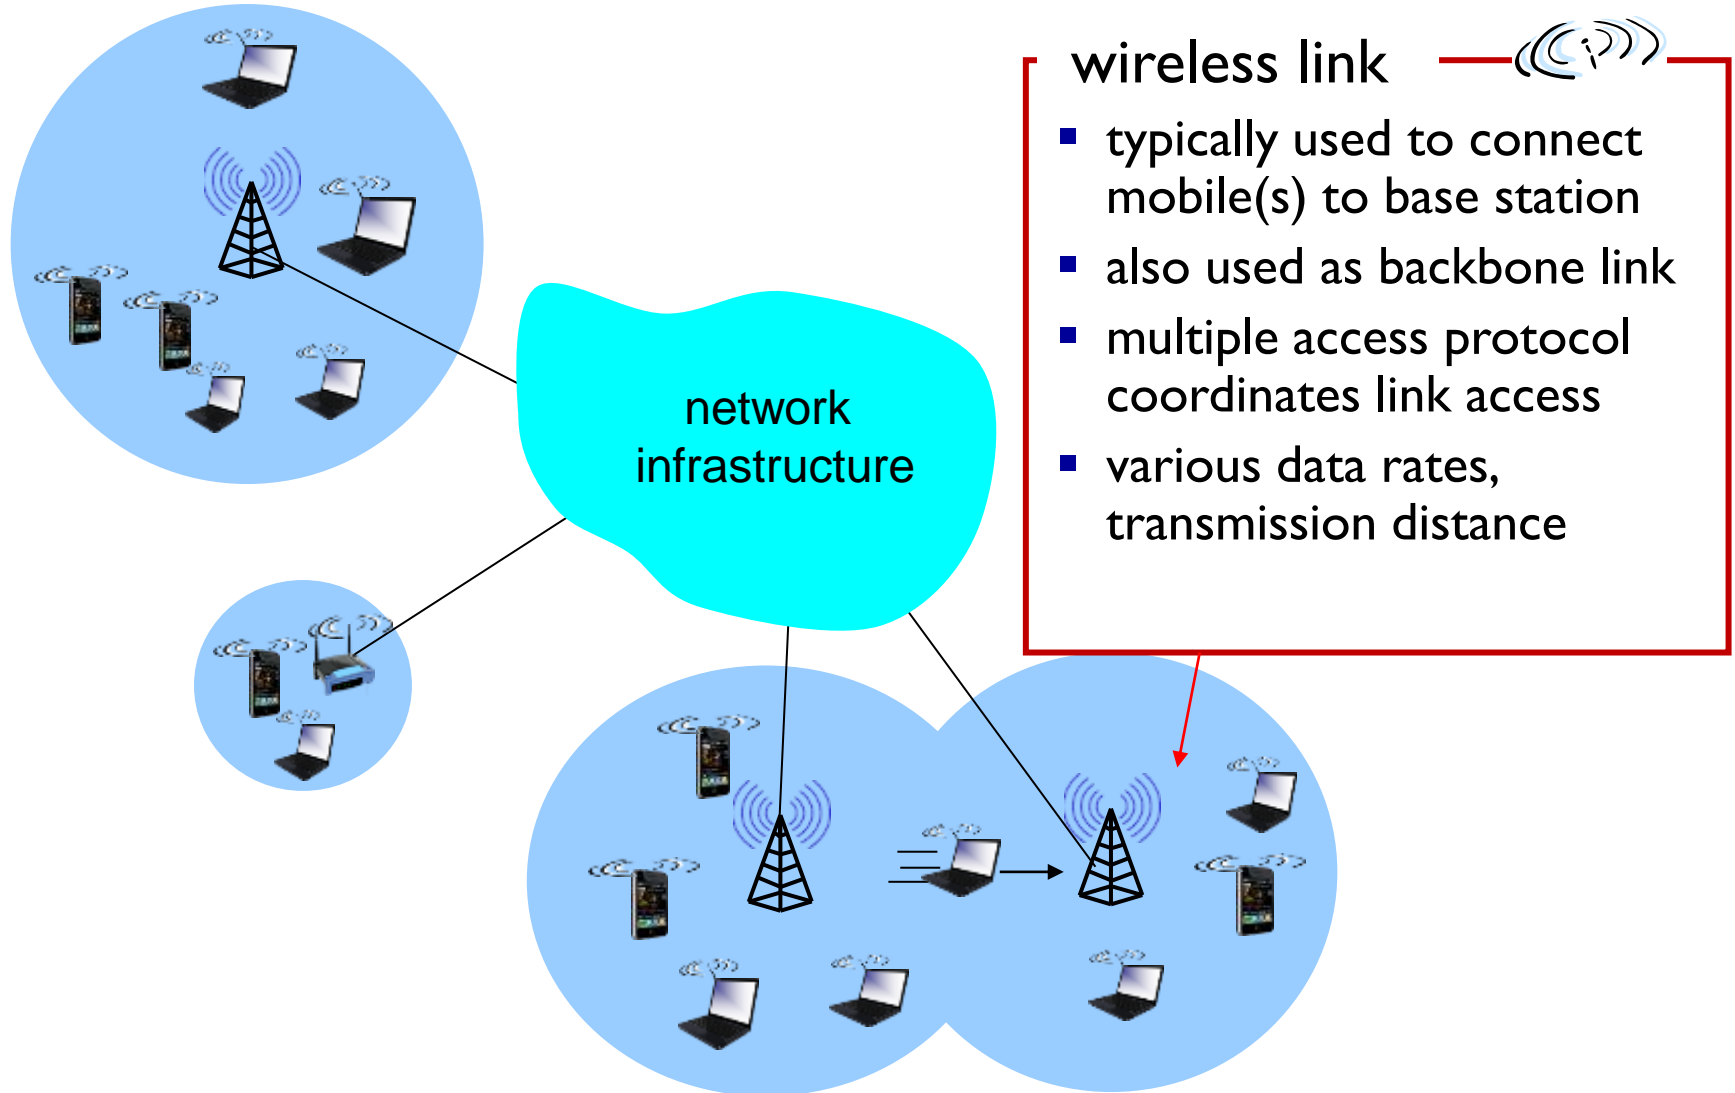 wireless link
▪ typically used to connect
mobile(s) to base station
▪ also used as backbone link
▪ multiple access protocol
coordinates link access
▪ various data rates,
transmission distance
network
infrastructure